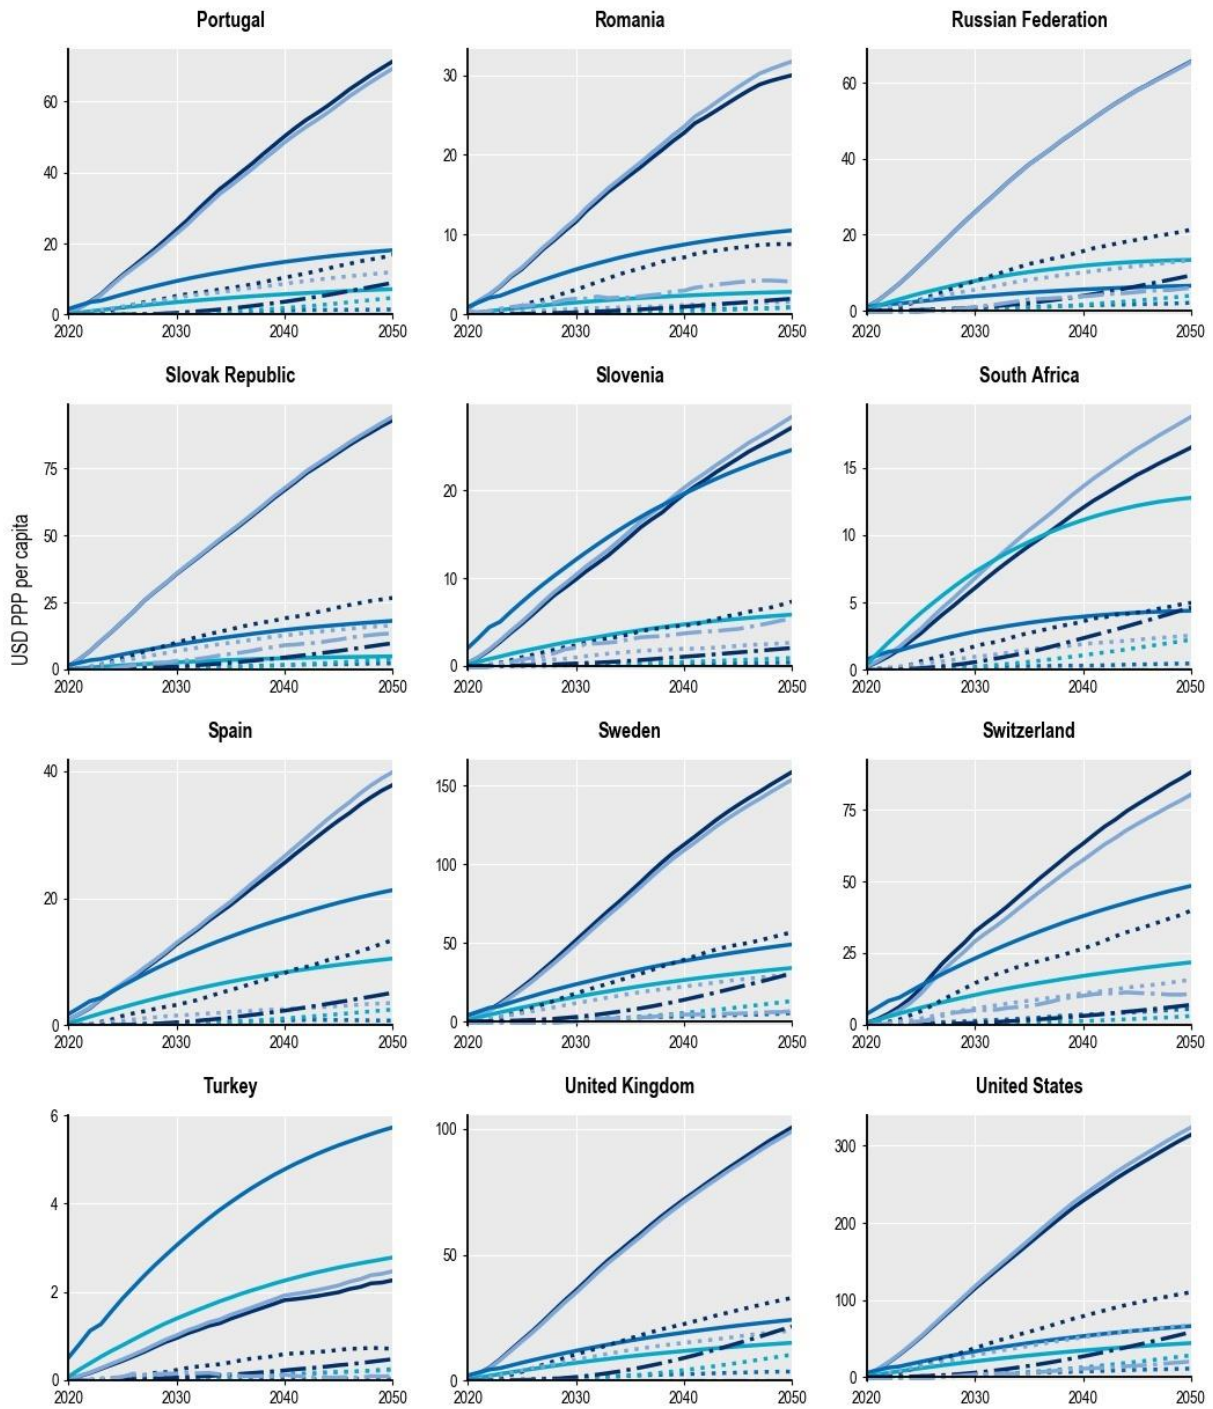 Portugal Romania Russian Federation
60
40
20
0
2020 2030 2040 2050
30
20
10
0
2020 2030 2040 2050
60
40
20
0
2020 2030 2040 2050
USD PPP per capita
Slovak Republic Slovenia South Africa
75
50
25
0
2020 2030 2040 2050
20
10
0
2020 2030 2040 2050
15
10
5
0
2020 2030 2040 2050
Spain Sweden Switzerland
40
20
0
2020 2030 2040 2050
150
100
50
0
2020 2030 2040 2050
75
50
25
0
2020 2030 2040 2050
Turkey United Kingdom United States
6
4
2
0
2020 2030 2040 2050
100
50
0
2020 2030 2040 2050
300
200
100
0
2020 2030 2040 2050